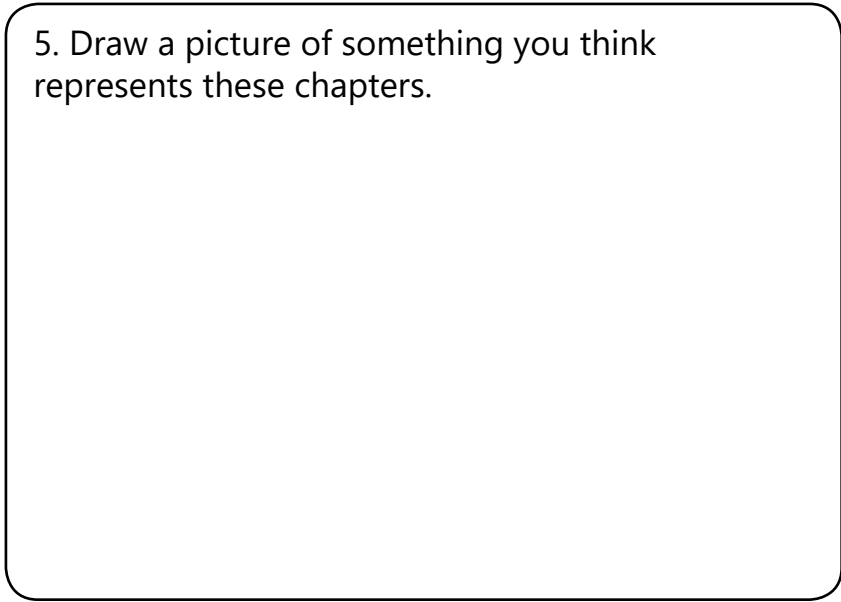 5. Draw a picture of something you think
represents these chapters.